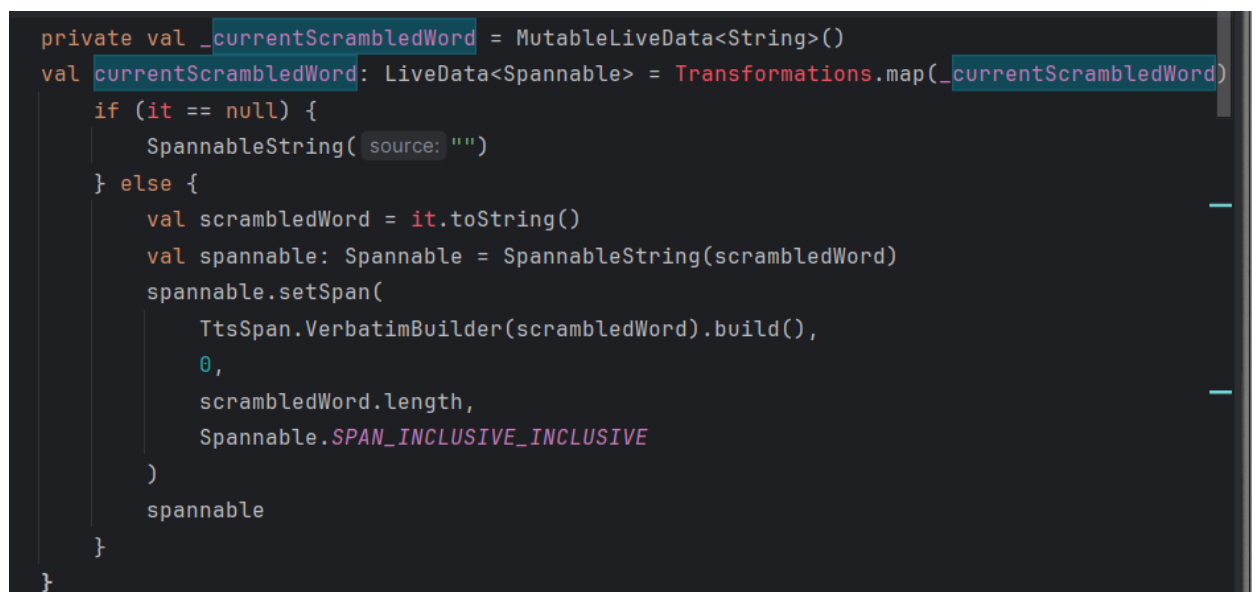 private val _currentScrambledWord = MutableLiveData<String>()
val currentScrambledWord: LiveData<Spannable> = Transformations.map(_currentScrambledWord)
    if (it == null) {
        SpannableString( source: "")
    } else {
        val scrambledWord = it.toString()
        val spannable: Spannable = SpannableString(scrambledWord)
        spannable.setSpan(
            TtsSpan.VerbatimBuilder(scrambledWord).build(),
            0,
            scrambledWord.length,
            Spannable.SPAN_INCLUSIVE_INCLUSIVE
        )
        spannable
    }
}